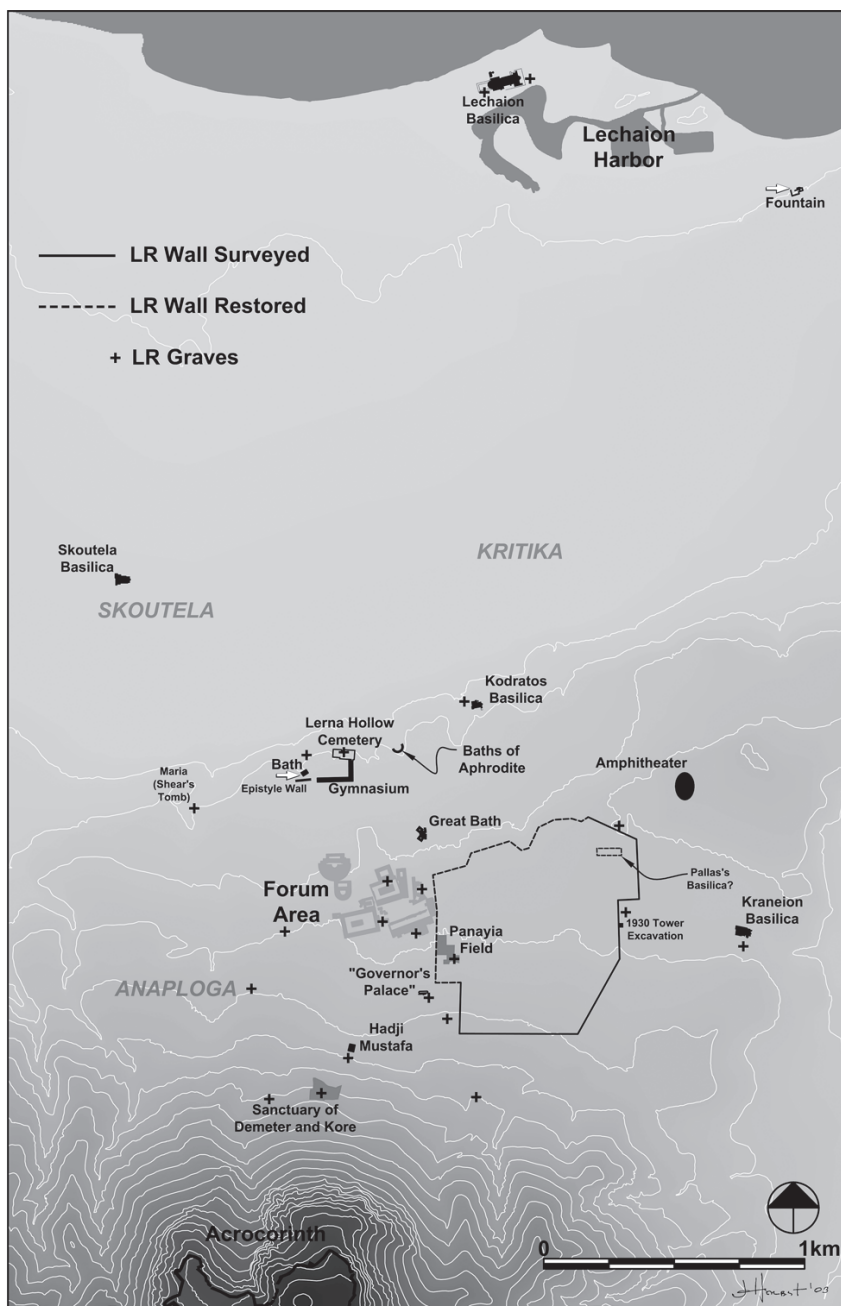 Lechaion
Basilica
Lechaion
Harbor
Fountain
LR Wall Surveyed
LR Wall Restored
LR Graves
KRITIKA
Skoutela
Basilica
SKOUTELA
Kodratos
Basilica
Lerna Hollow
Cemetery
Baths of
Aphrodite
Bath
Epistyle Wall
Gymnasium
Maria
(Shear's
Tomb)
Amphitheater
Great Bath
Pallas's
Basilica?
Forum
Area
Kraneion
Basilica
1930 Tower
Excavation
Panayia
Field
ANAPLOGA
"Governor's
Palace"
Hadji
Mustafa
Sanctuary of
Demeter and Kore
Acrocorinth
0
1km